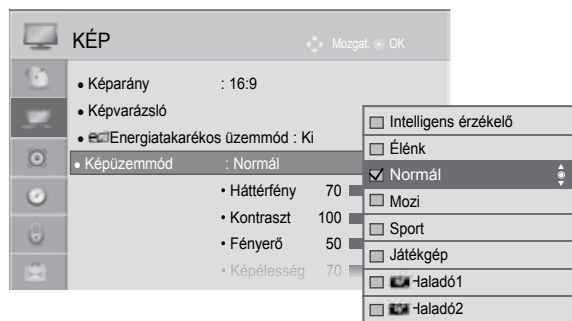 KÉP
Mozgat. OK
• Képarány : 16:9
• Képvarázsló
• Energiatakarékos üzemmód : Ki
• Képüzemmód : Normál
• Háttérfény 70
• Kontraszt 100
• Fényerő 50
• Képélesség 70
Intelligens érzékelő
Élénk
Normál
Mozi
Sport
Játékgép
Haladó1
Haladó2